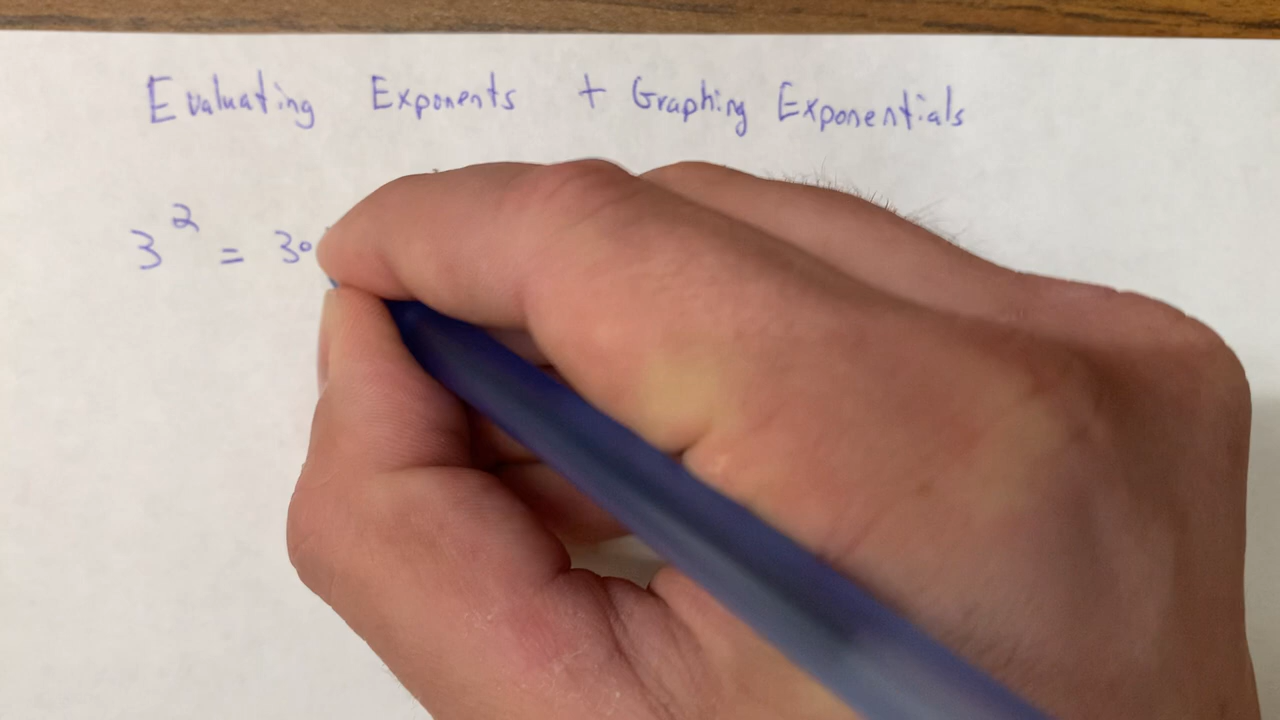 Evaluating Exponents + Graphing Exponentials
3² = 3∘